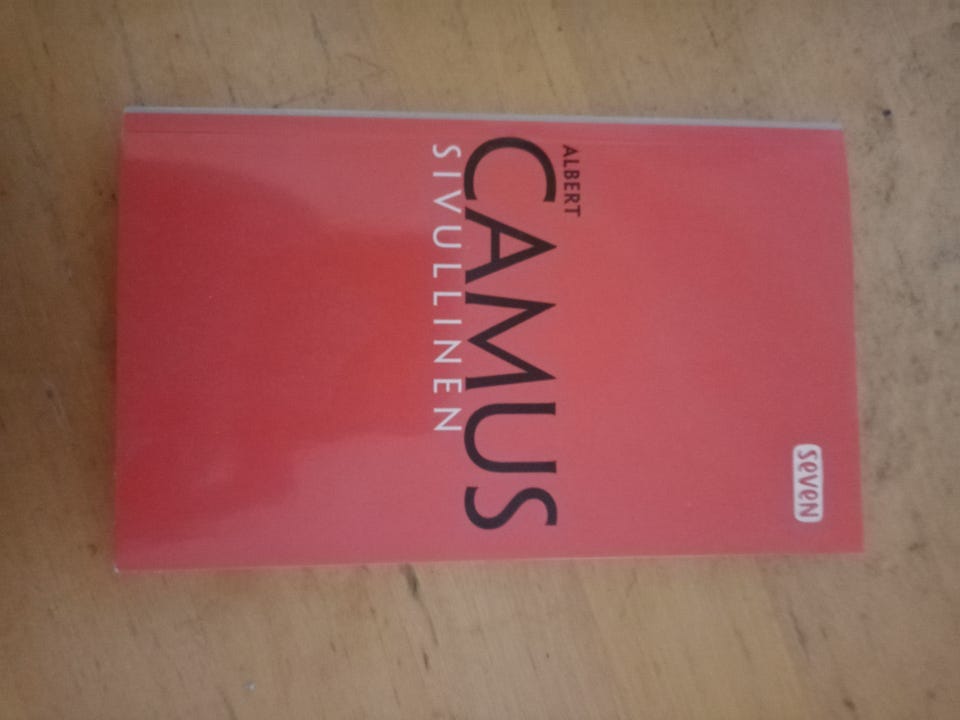 seven
ALBERT
CAMUS
SIVULLINEN